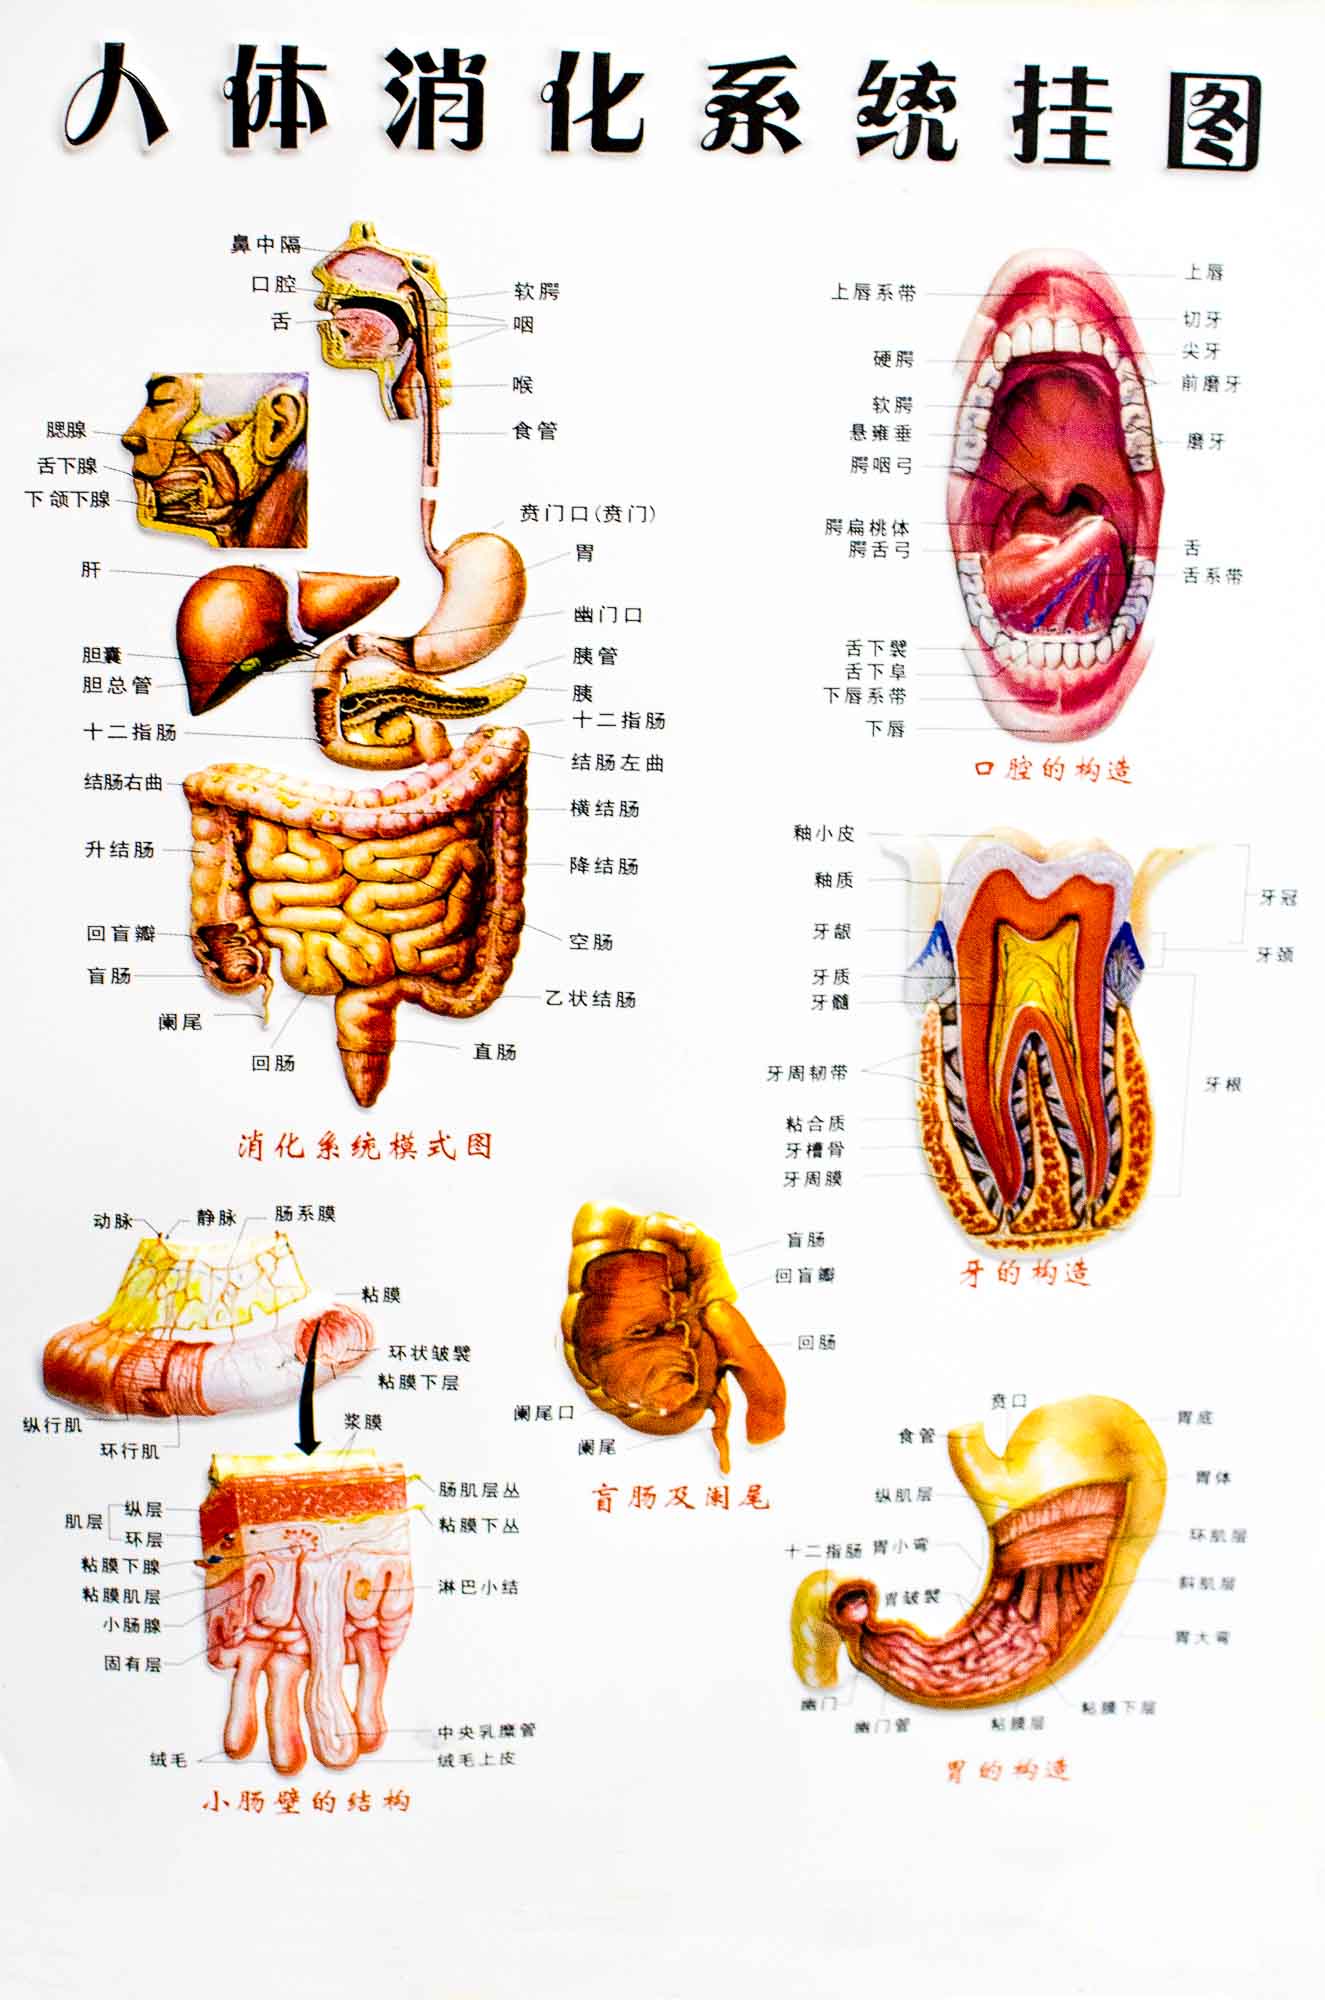 人体消化系统挂图
鼻中隔
口腔
舌
软腭
咽
喉
食管
腮腺
舌下腺
下颌下腺
贲门口(贲门)
胃
肝
幽门口
胆囊
胆总管
胰管
胰
十二指肠
十二指肠
结肠左曲
结肠右曲
横结肠
升结肠
降结肠
回盲瓣
空肠
盲肠
乙状结肠
阑尾
回肠
直肠
消化系统模式图
上唇
上唇系带
切牙
尖牙
前磨牙
硬腭
软腭
悬雍垂
磨牙
腭咽弓
腭扁桃体
腭舌弓
舌
舌系带
舌下襞
舌下阜
下唇系带
下唇
口腔的构造
釉小皮
釉质
牙龈
牙质
牙髓
牙冠
牙颈
牙周韧带
牙根
粘合质
牙槽骨
牙周膜
牙的构造
动脉
静脉
肠系膜
粘膜
环状皱襞
粘膜下层
纵行肌
环行肌
浆膜
肌层
纵层
环层
肠肌层丛
粘膜下丛
粘膜下腺
粘膜肌层
淋巴小结
小肠腺
固有层
中央乳糜管
绒毛
绒毛上皮
小肠壁的结构
盲肠
回盲瓣
回肠
阑尾口
阑尾
盲肠及阑尾
贲口
食管
胃底
胃体
纵肌层
环肌层
十二指肠
胃小弯
斜肌层
胃皱襞
胃大弯
幽门
幽门管
粘膜层
粘膜下层
胃的构造